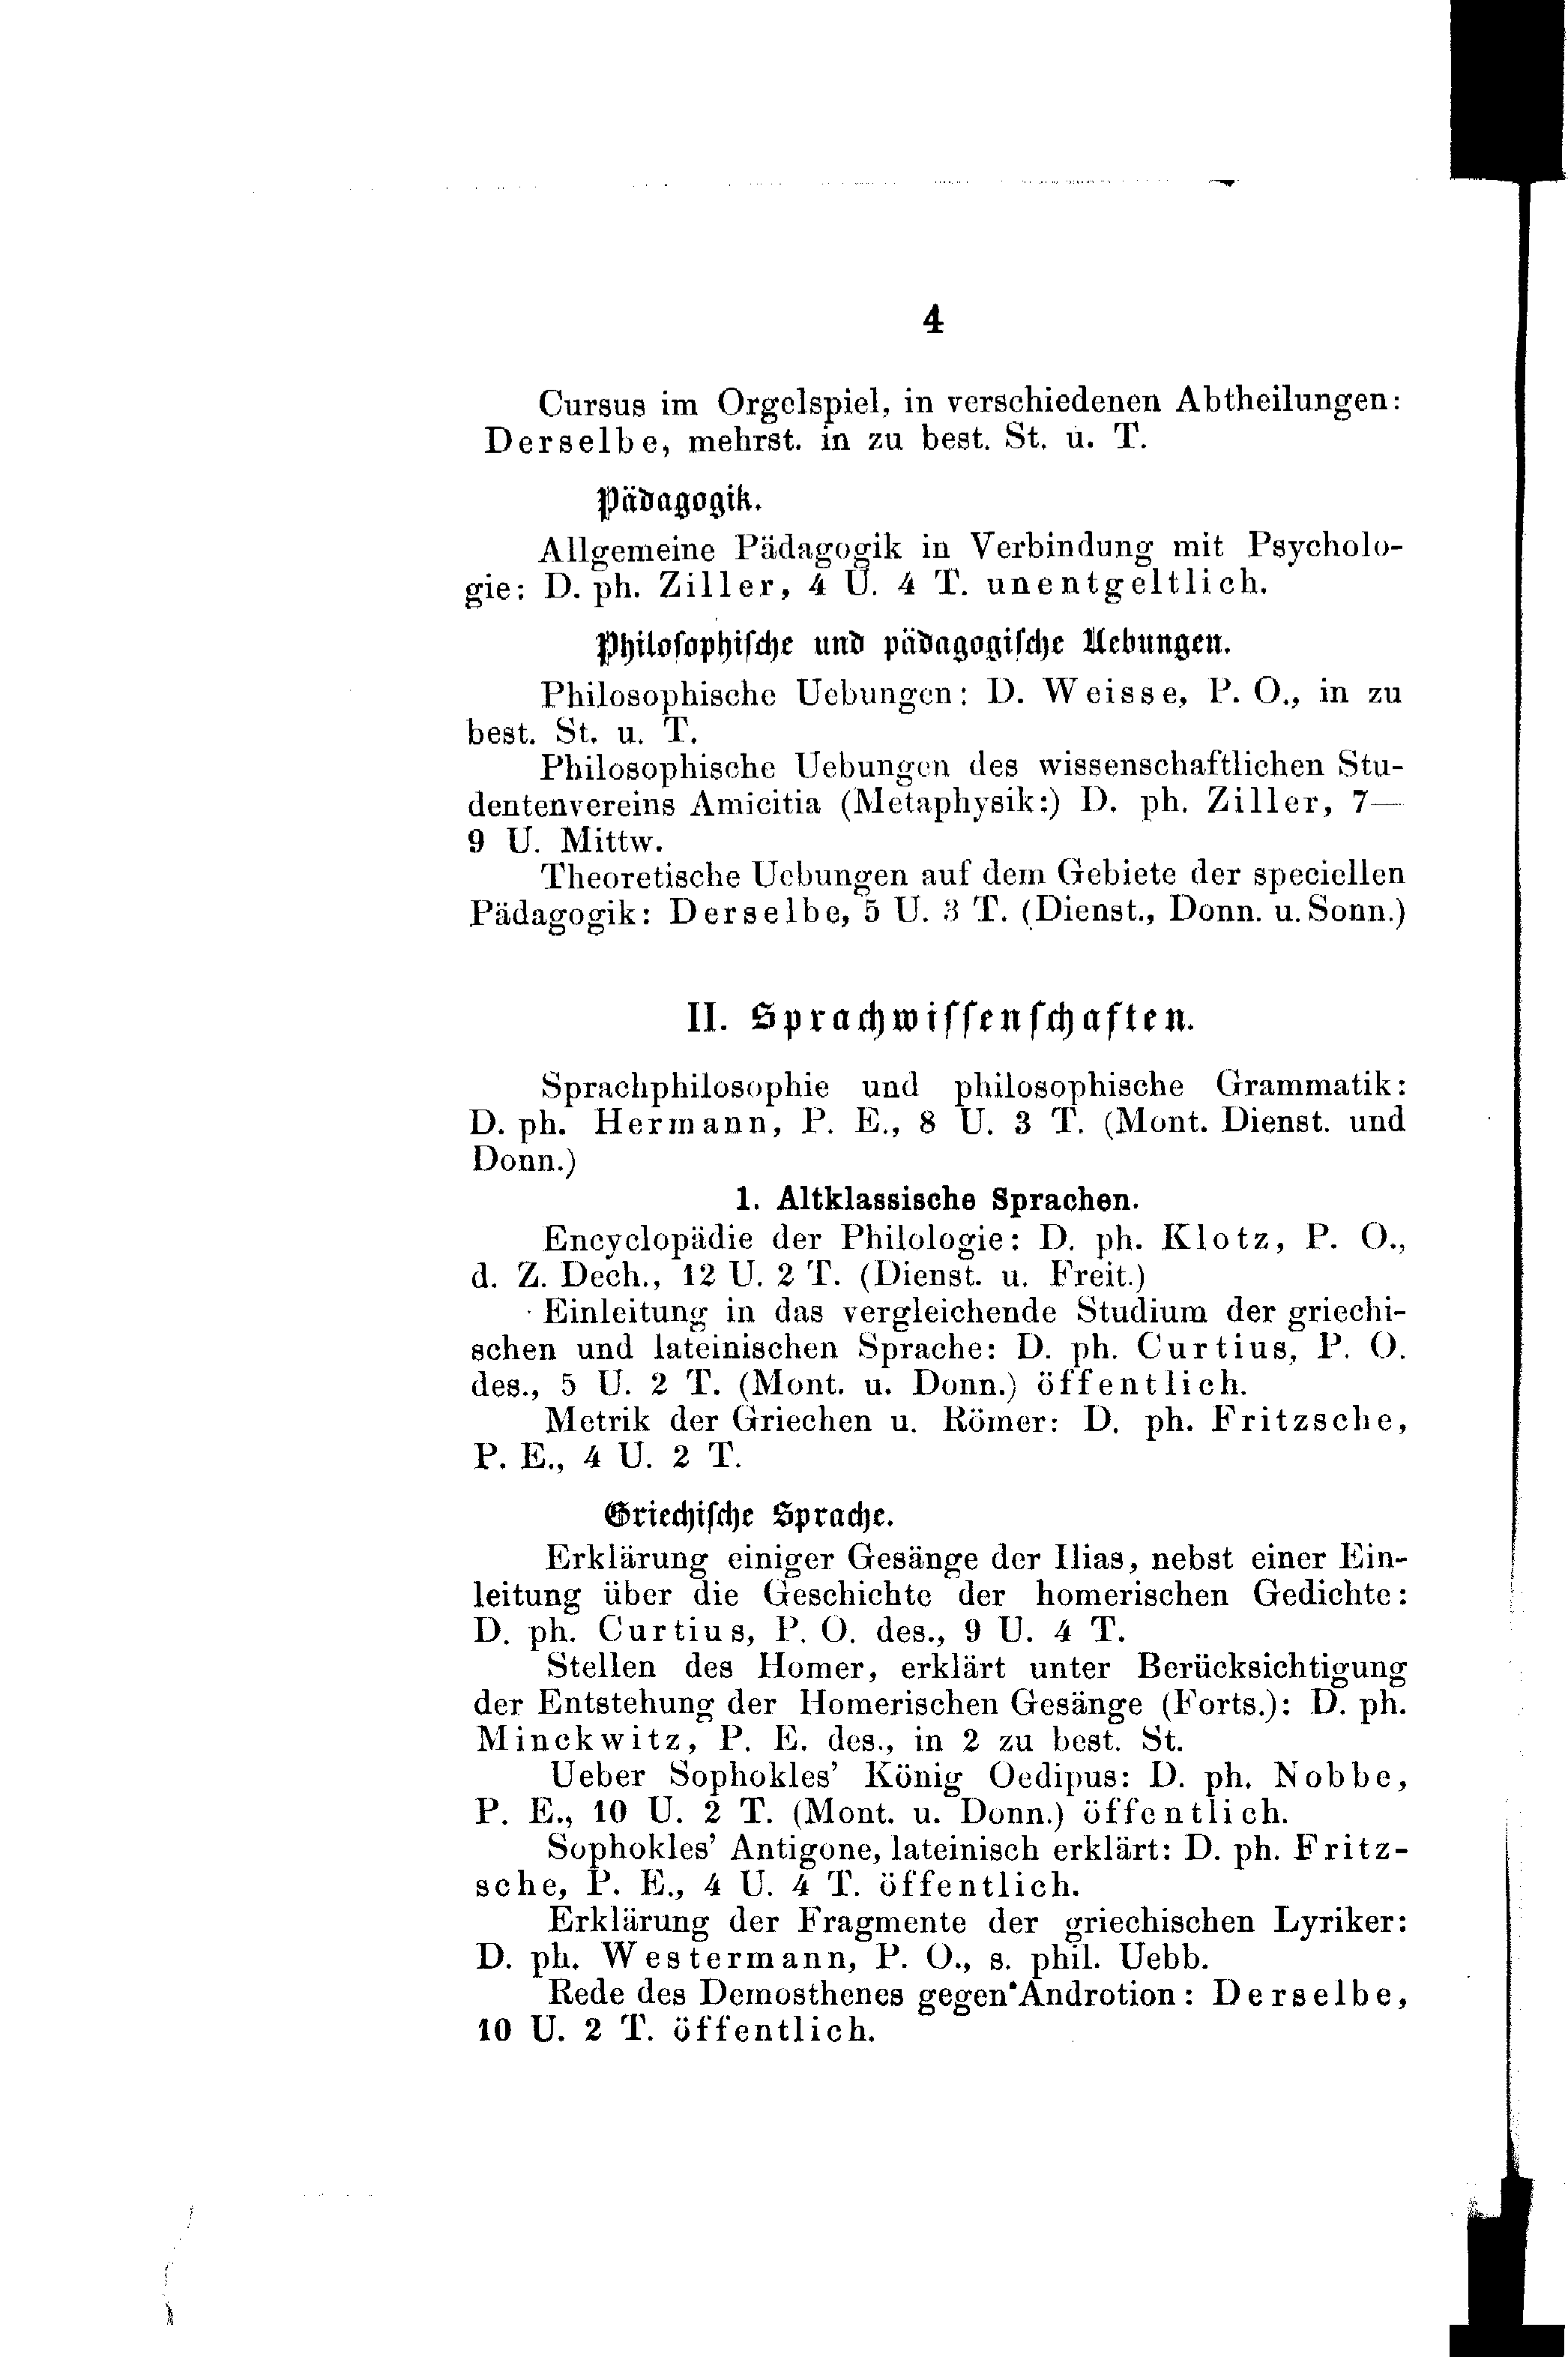 4
Cursus im Orgelspiel, in verschiedenen Abtheilungen:
Derselbe, mehrst. in zu best. St. u. T.
Pädagogik.
Allgemeine Pädagogik in Verbindung mit Psycholo-
gie: D. ph. Ziller, 4 U. 4 T. unentgeltlich.
Philosophische und pädagogische Uebungen.
Philosophische Uebungen: D. Weisse, P. O., in zu
best. St. u. T.
Philosophische Uebungen des wissenschaftlichen Stu-
dentenvereins Amicitia (Metaphysik:) D. ph. Ziller, 7—
9 U. Mittw.
Theoretische Uebungen auf dem Gebiete der speciellen
Pädagogik: Derselbe, 5 U. 3 T. (Dienst., Donn. u. Sonn.)
II. Sprachwissenschaften.
Sprachphilosophie und philosophische Grammatik:
D. ph. Hermann, P. E., 8 U. 3 T. (Mont. Dienst. und
Donn.)
1. Altklassische Sprachen.
Encyclopädie der Philologie: D. ph. Klotz, P. O.,
d. Z. Dech., 12 U. 2 T. (Dienst. u. Freit.)
Einleitung in das vergleichende Studium der griechi-
schen und lateinischen Sprache: D. ph. Curtius, P. O.
des., 5 U. 2 T. (Mont. u. Donn.) öffentlich.
Metrik der Griechen u. Römer: D. ph. Fritzsche,
P. E., 4 U. 2 T.
Griechische Sprache.
Erklärung einiger Gesänge der Ilias, nebst einer Ein-
leitung über die Geschichte der homerischen Gedichte:
D. ph. Curtius, P. O. des., 9 U. 4 T.
Stellen des Homer, erklärt unter Berücksichtigung
der Entstehung der Homerischen Gesänge (Forts.): D. ph.
Minckwitz, P. E. des., in 2 zu best. St.
Ueber Sophokles' König Oedipus: D. ph. Nobbe,
P. E., 10 U. 2 T. (Mont. u. Donn.) öffentlich.
Sophokles' Antigone, lateinisch erklärt: D. ph. Fritz-
sche, P. E., 4 U. 4 T. öffentlich.
Erklärung der Fragmente der griechischen Lyriker:
D. ph. Westermann, P. O., s. phil. Uebb.
Rede des Demosthenes gegen Androtion: Derselbe,
10 U. 2 T. öffentlich.